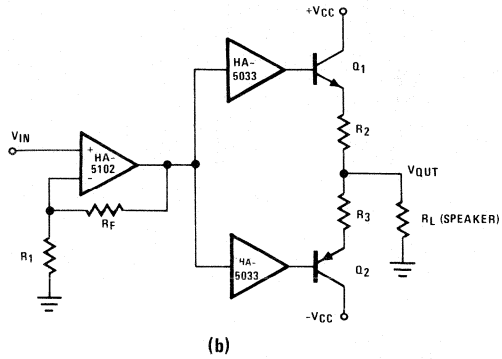 +VCC
HA-
5033
Q1
VIN
+
HA-
5102
-
R2
VOUT
RF
R3
RL (SPEAKER)
R1
HA-
5033
Q2
-VCC
(b)